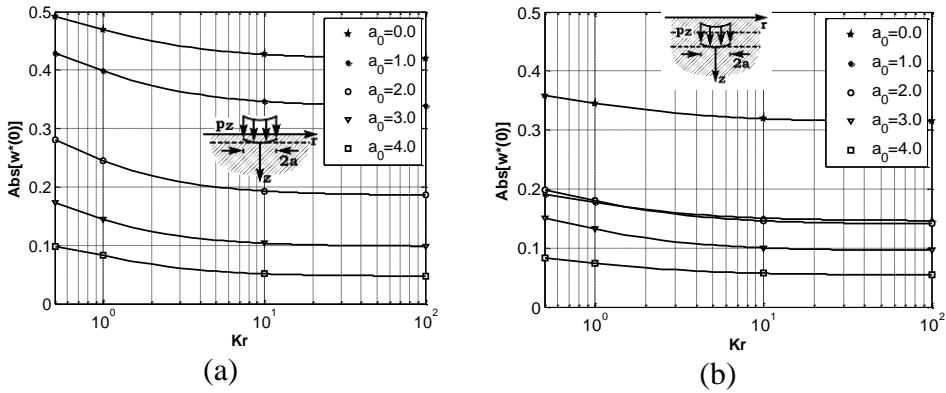 0.5
0.4
0.3
0.2
0.1
0
Abs[w*(0)]
10^0
10^1
10^2
Kr
a_0=0.0
a_0=1.0
a_0=2.0
a_0=3.0
a_0=4.0
p_z
r
2a
z
(a)
0.5
0.4
0.3
0.2
0.1
0
Abs[w*(0)]
10^0
10^1
10^2
Kr
a_0=0.0
a_0=1.0
a_0=2.0
a_0=3.0
a_0=4.0
p_z
r
2a
z
(b)